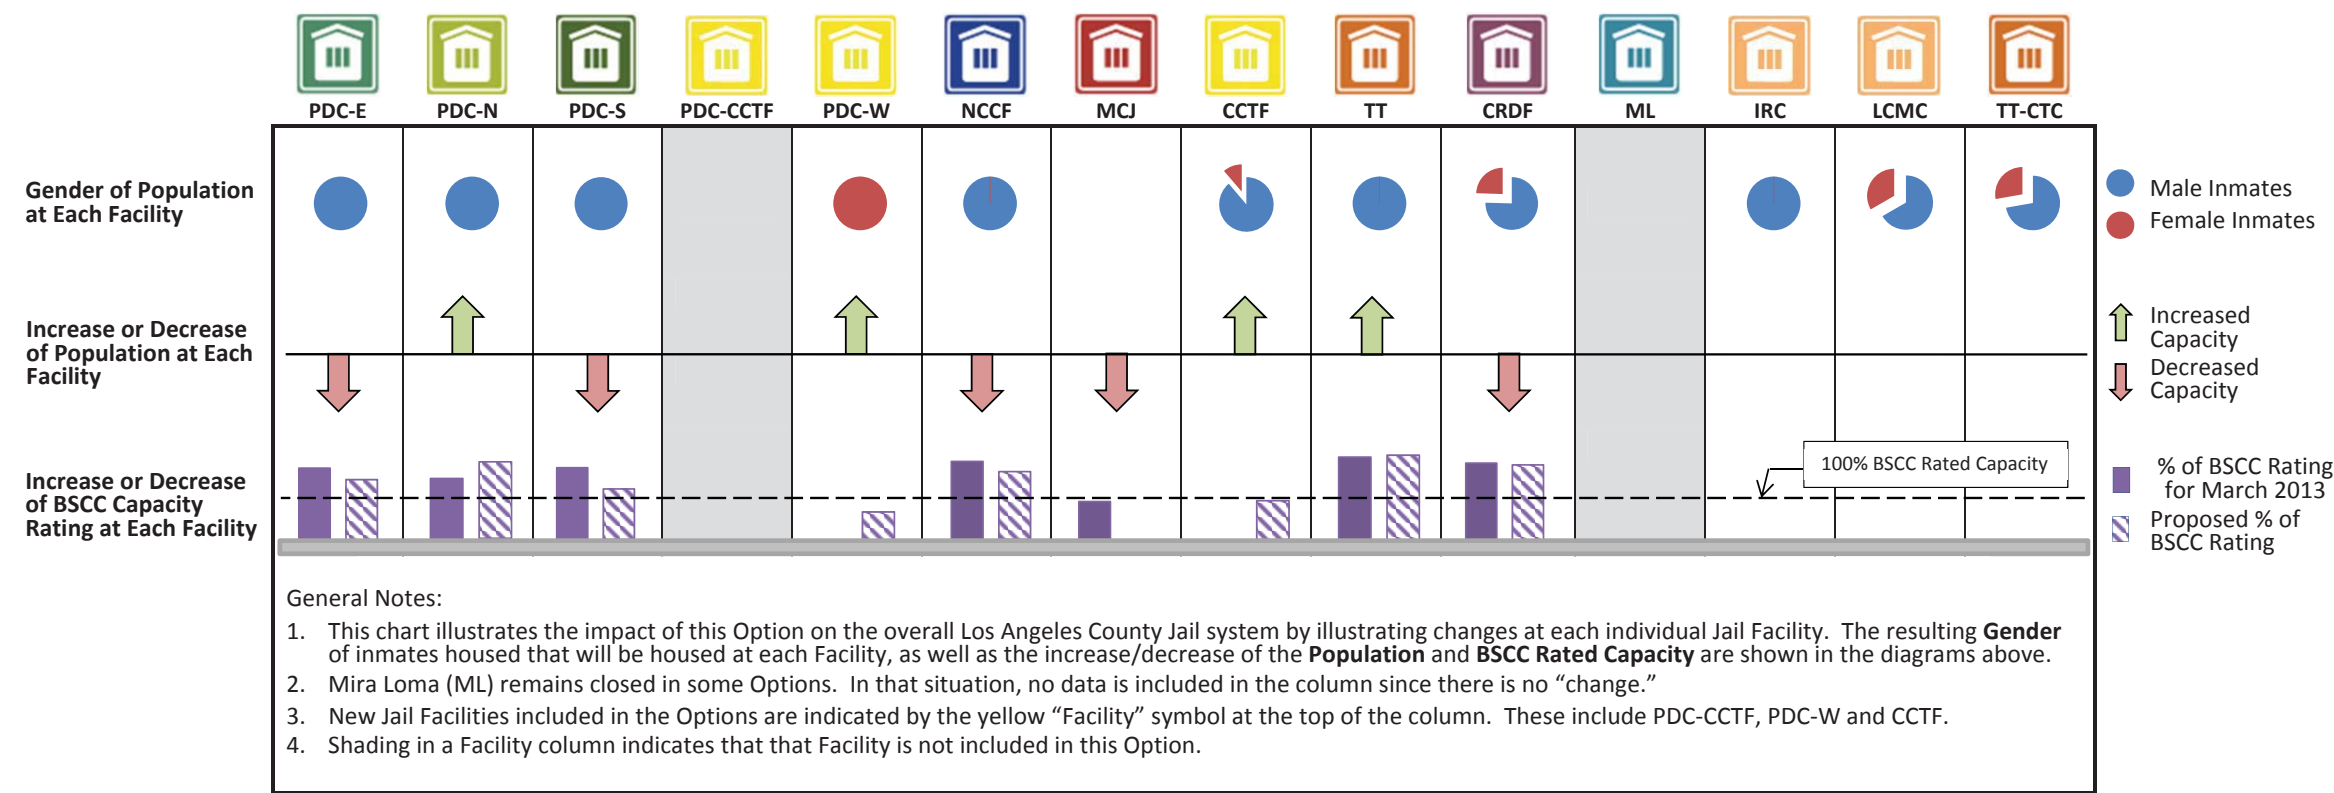 PDC-E PDC-N PDC-S PDC-CCTF PDC-W NCCF MCJ CCTF TT CRDF ML IRC LCMC TT-CTC
Gender of Population
at Each Facility
Male Inmates
Female Inmates
Increase or Decrease
of Population at Each
Facility
Increased
Capacity
Decreased
Capacity
Increase or Decrease
of BSCC Capacity
Rating at Each Facility
100% BSCC Rated Capacity
% of BSCC Rating
for March 2013
Proposed % of
BSCC Rating
General Notes:
1. This chart illustrates the impact of this Option on the overall Los Angeles County Jail system by illustrating changes at each individual Jail Facility. The resulting Gender
of inmates housed that will be housed at each Facility, as well as the increase/decrease of the Population and BSCC Rated Capacity are shown in the diagrams above.
2. Mira Loma (ML) remains closed in some Options. In that situation, no data is included in the column since there is no “change.”
3. New Jail Facilities included in the Options are indicated by the yellow “Facility” symbol at the top of the column. These include PDC-CCTF, PDC-W and CCTF.
4. Shading in a Facility column indicates that that Facility is not included in this Option.